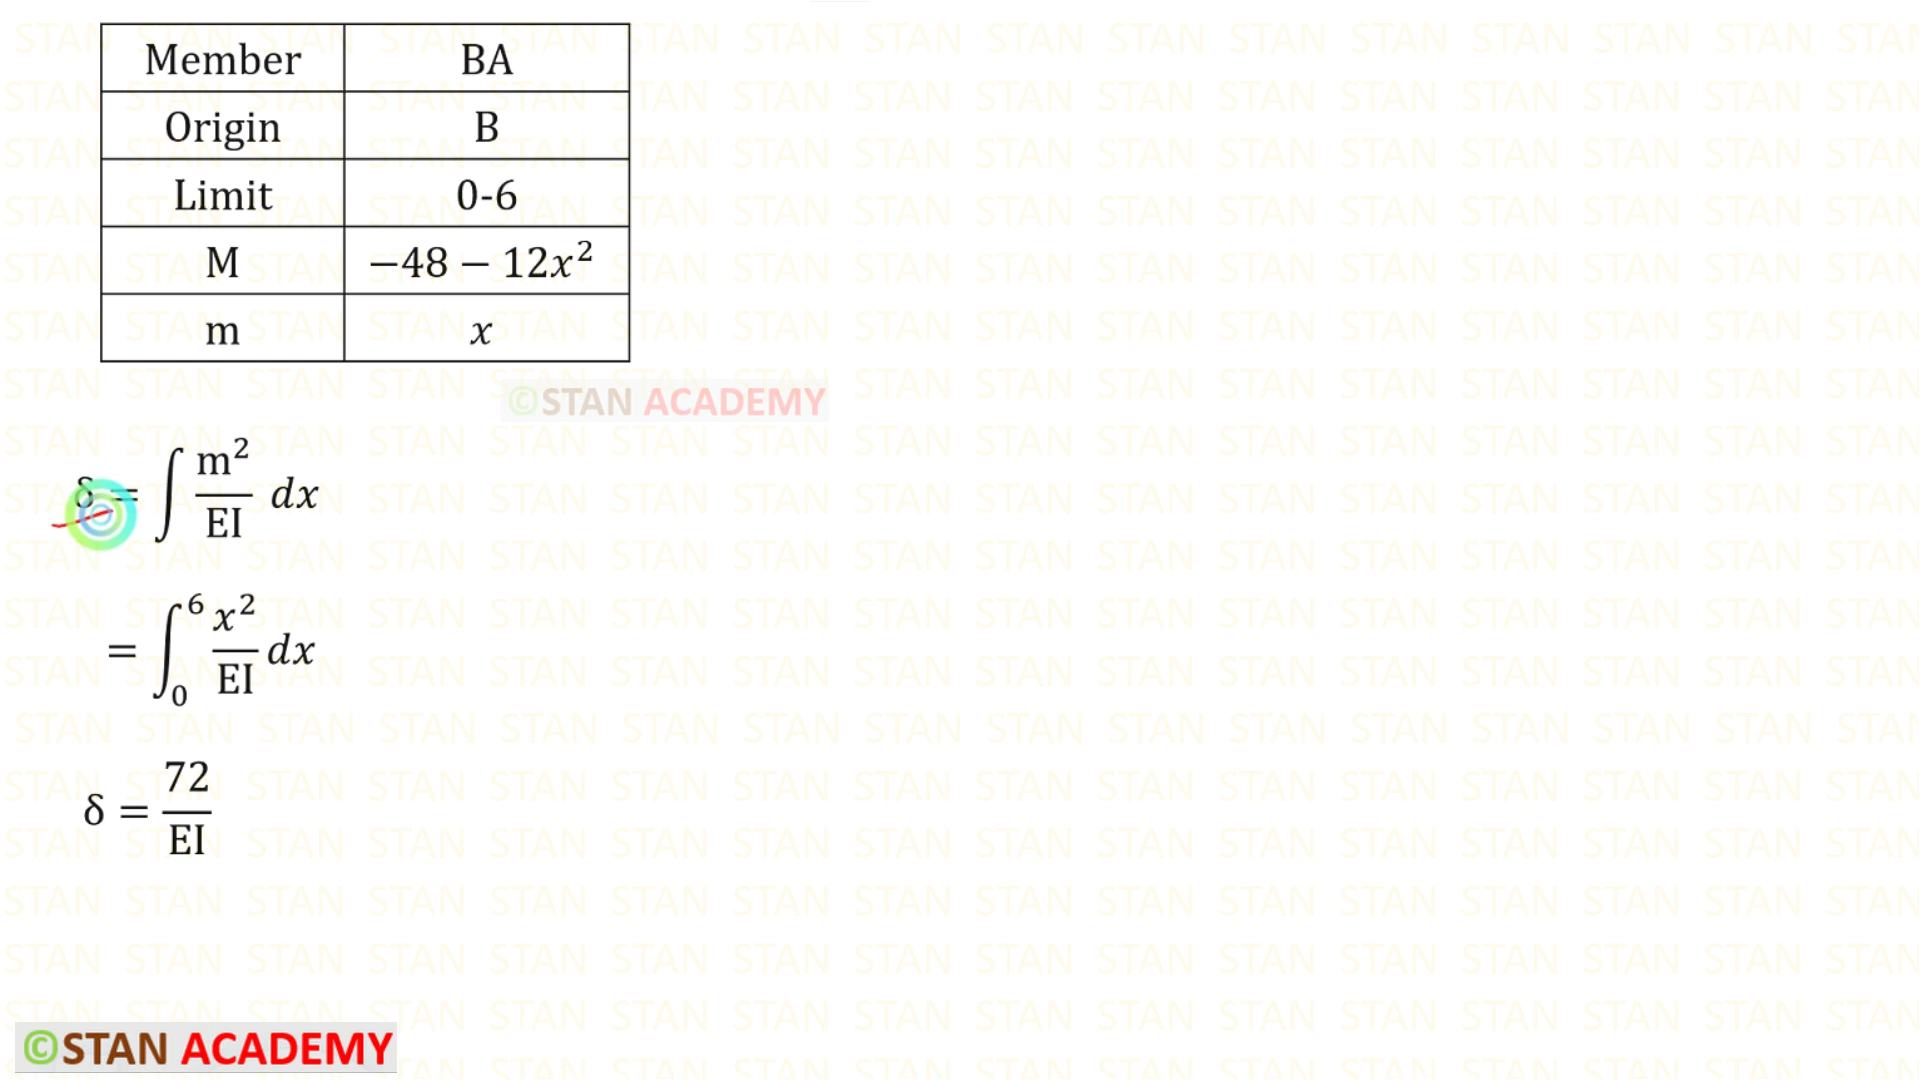 Member BA
Origin B
Limit 0-6
M −48 − 12x²
m x
©STAN ACADEMY
δ = ∫ m²/EI dx
= ∫₀⁶ x²/EI dx
δ = 72/EI
©STAN ACADEMY